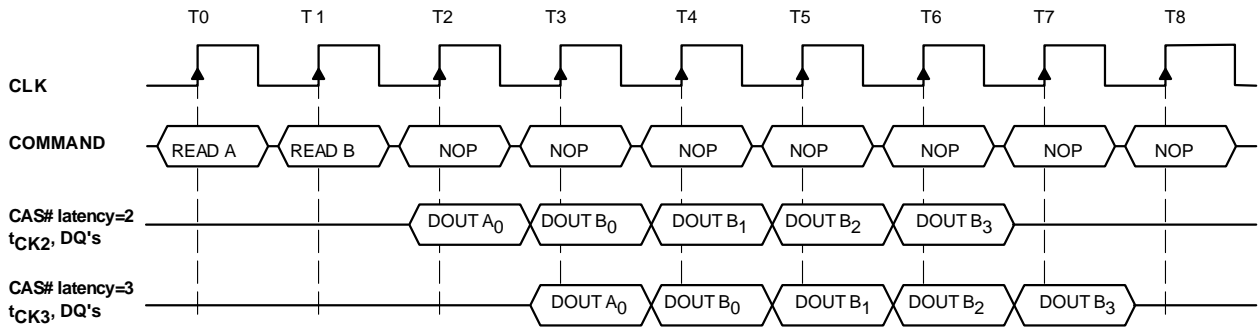 T0 T1 T2 T3 T4 T5 T6 T7 T8
CLK
COMMAND READ A READ B NOP NOP NOP NOP NOP NOP NOP
CAS# latency=2
tCK2, DQ's DOUT A0 DOUT B0 DOUT B1 DOUT B2 DOUT B3
CAS# latency=3
tCK3, DQ's DOUT A0 DOUT B0 DOUT B1 DOUT B2 DOUT B3